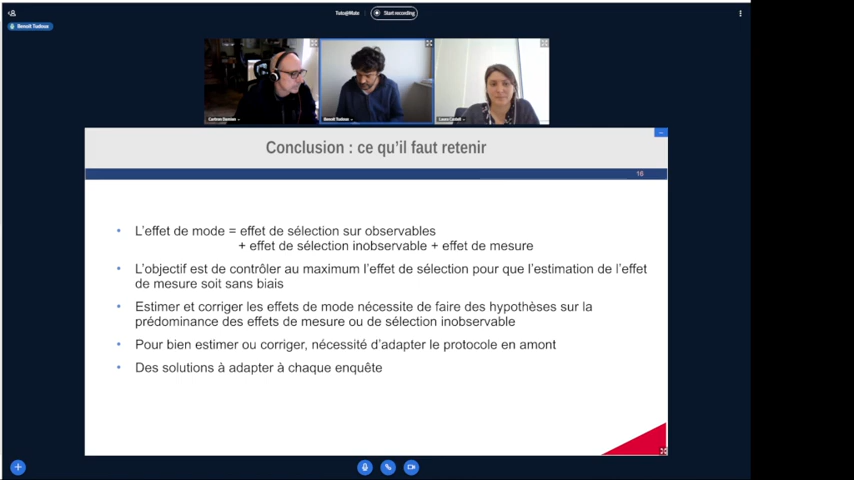 Tuto@Mate
Start recording
Benoit Tudoux
Benoit Tudoux
Conclusion : ce qu'il faut retenir
16
• L'effet de mode = effet de sélection sur observables
+ effet de sélection inobservable + effet de mesure
• L'objectif est de contrôler au maximum l'effet de sélection pour que l'estimation de l'effet
de mesure soit sans biais
• Estimer et corriger les effets de mode nécessite de faire des hypothèses sur la
prédominance des effets de mesure ou de sélection inobservable
• Pour bien estimer ou corriger, nécessité d'adapter le protocole en amont
• Des solutions à adapter à chaque enquête